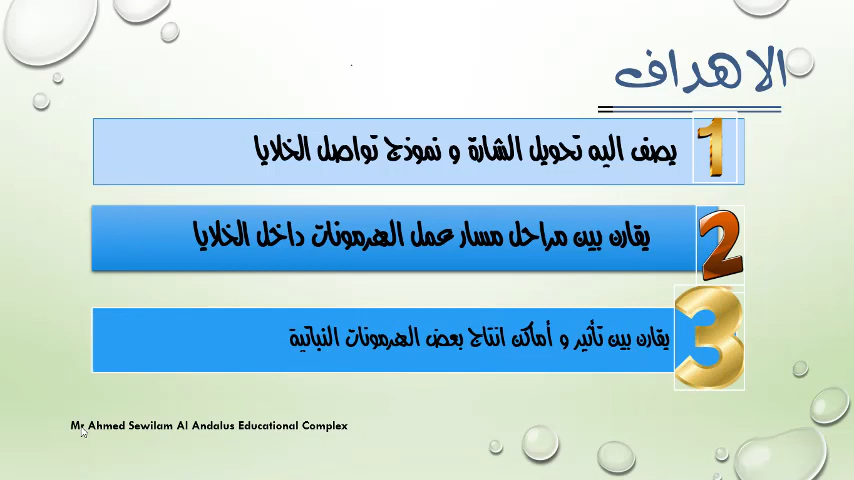 الاهداف
1 يصف اليه تحويل الشارة و نموذج تواصل الخلايا
2 يقارن بين مراحل مسار عمل الهرمونات داخل الخلايا
3 يقارن بين تأثير و أماكن انتاج بعض الهرمونات النباتية
Mr Ahmed Sewilam Al Andalus Educational Complex